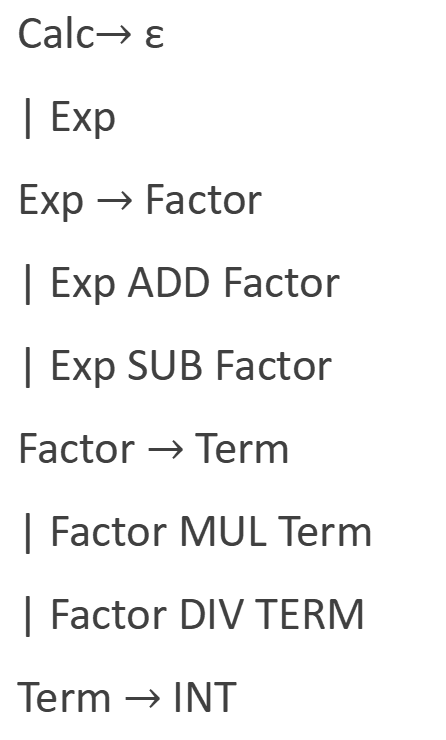 Calc→ ε
| Exp
Exp → Factor
| Exp ADD Factor
| Exp SUB Factor
Factor → Term
| Factor MUL Term
| Factor DIV TERM
Term → INT